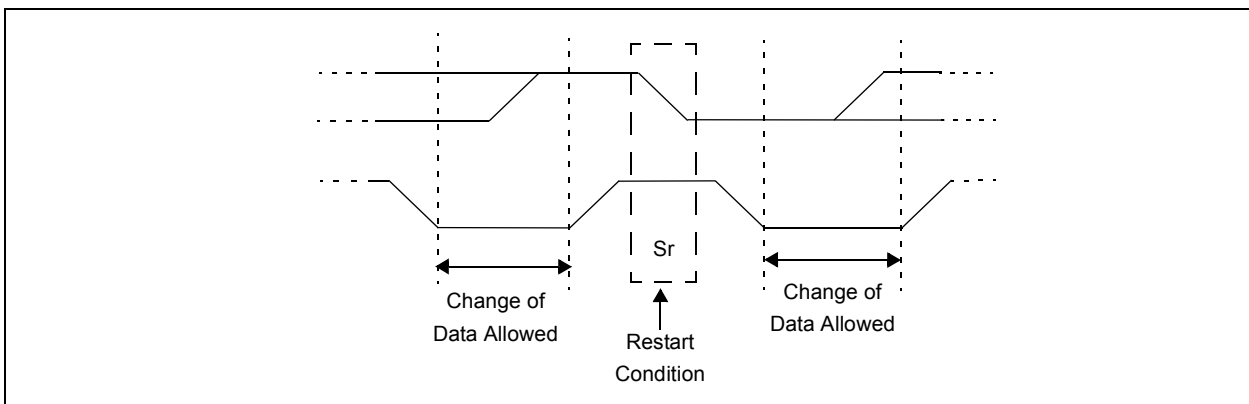 Sr
Change of
Data Allowed
Restart
Condition
Change of
Data Allowed